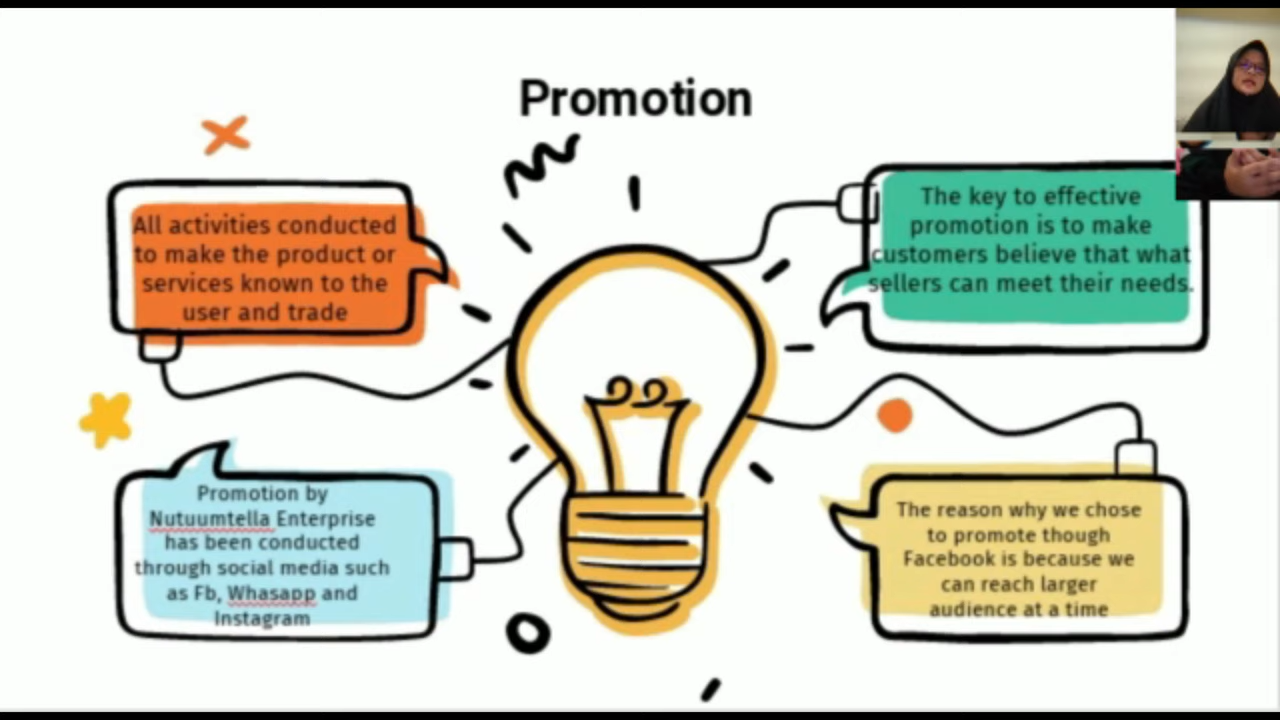 Promotion
All activities conducted
to make the product or
services known to the
user and trade
The key to effective
promotion is to make
customers believe that what
sellers can meet their needs.
Promotion by
Nutuumtella Enterprise
has been conducted
through social media such
as Fb, Whasapp and
Instagram
The reason why we chose
to promote though
Facebook is because we
can reach larger
audience at a time